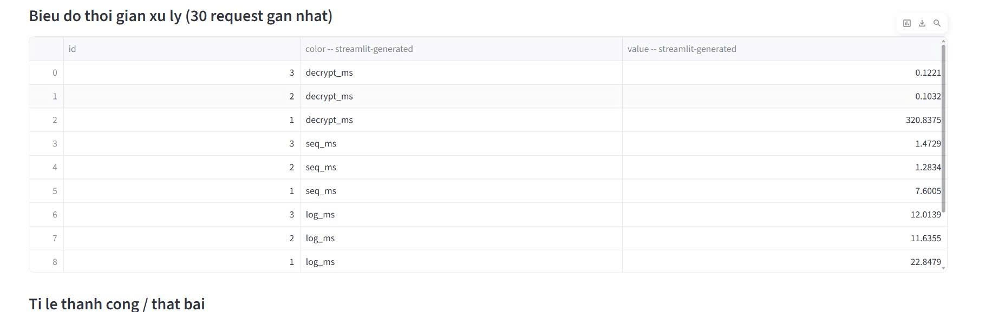 Bieu do thoi gian xu ly (30 request gan nhat)
id color -- streamlit-generated value -- streamlit-generated
0 3 decrypt_ms 0.1221
1 2 decrypt_ms 0.1032
2 1 decrypt_ms 320.8375
3 3 seq_ms 1.4729
4 2 seq_ms 1.2834
5 1 seq_ms 7.6005
6 3 log_ms 12.0139
7 2 log_ms 11.6355
8 1 log_ms 22.8479
Ti le thanh cong / that bai